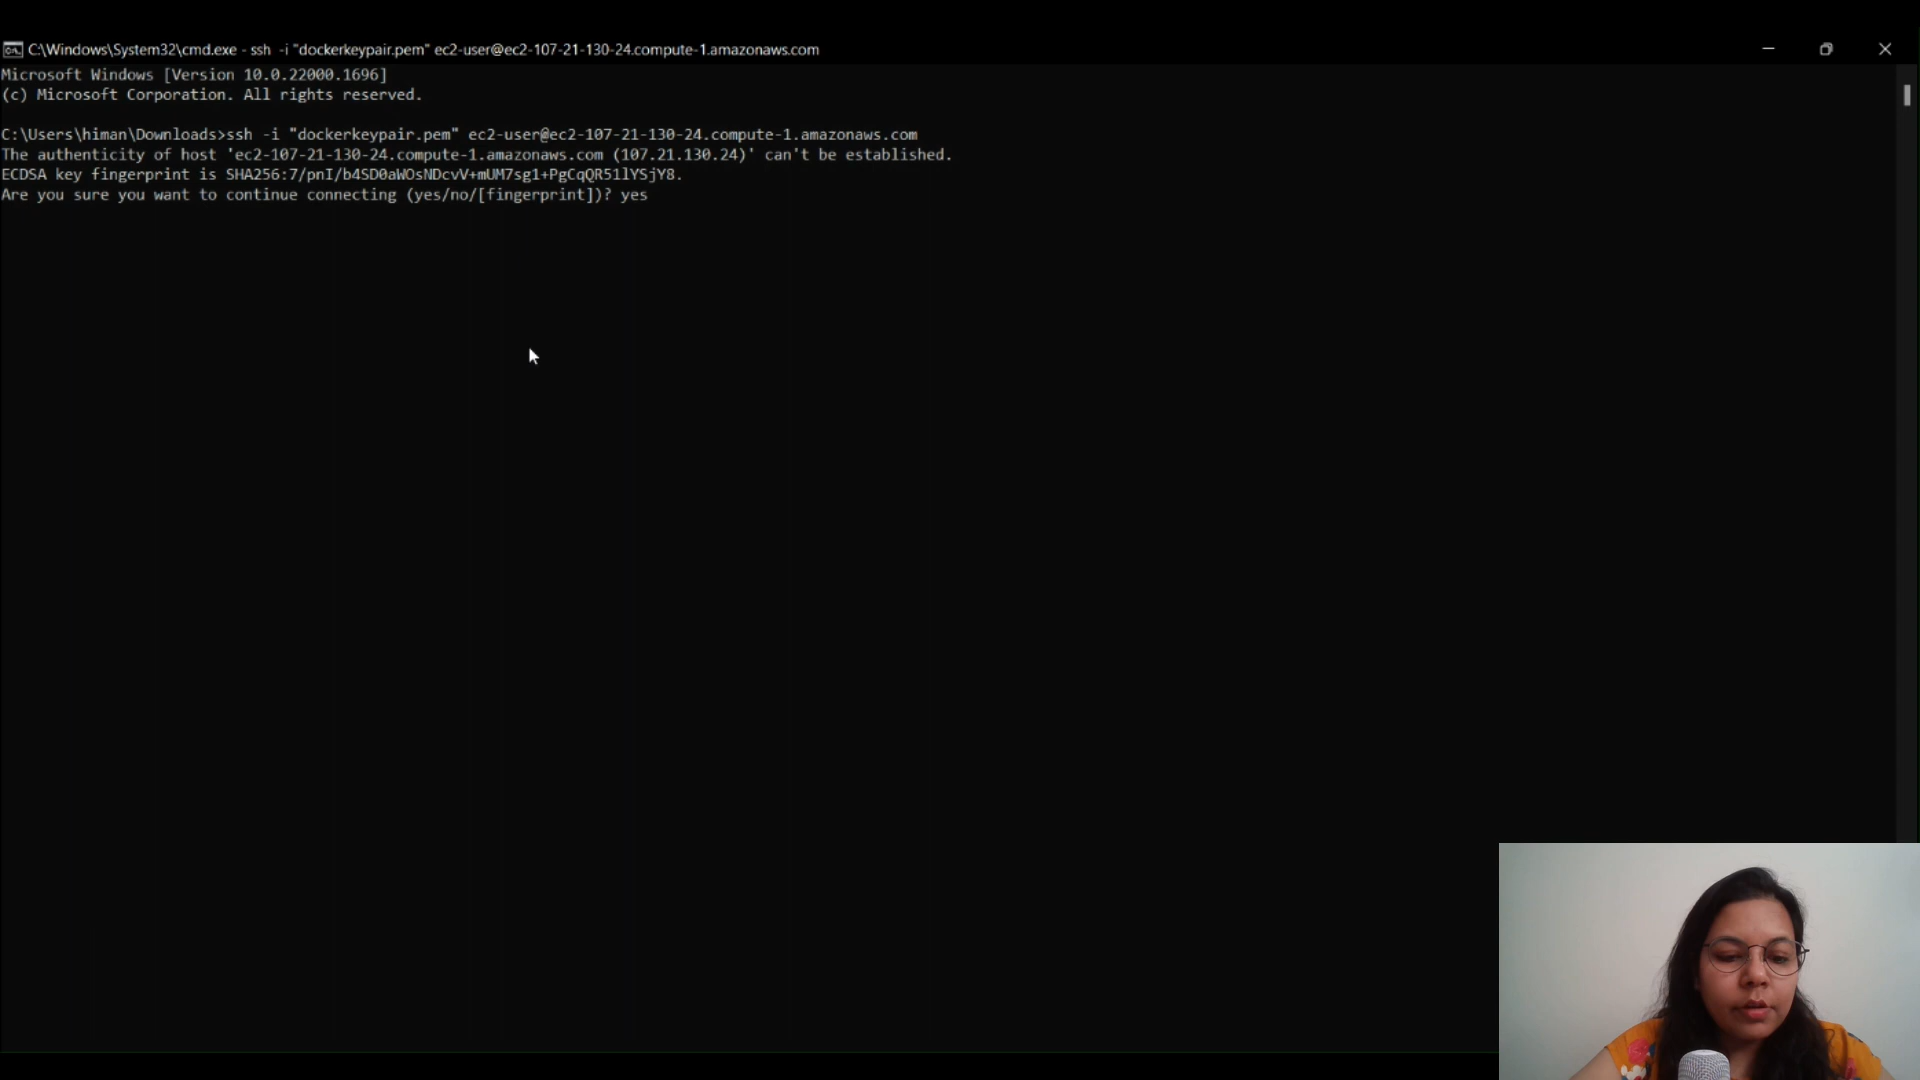 C:\Windows\System32\cmd.exe - ssh -i "dockerkeypair.pem" ec2-user@ec2-107-21-130-24.compute-1.amazonaws.com
Microsoft Windows [Version 10.0.22000.1696]
(c) Microsoft Corporation. All rights reserved.
C:\Users\himan\Downloads>ssh -i "dockerkeypair.pem" ec2-user@ec2-107-21-130-24.compute-1.amazonaws.com
The authenticity of host 'ec2-107-21-130-24.compute-1.amazonaws.com (107.21.130.24)' can't be established.
ECDSA key fingerprint is SHA256:7/pnI/b4SD0aWOsNDcvV+mUM7sg1+PgCqQR51lYSjY8.
Are you sure you want to continue connecting (yes/no/[fingerprint])? yes